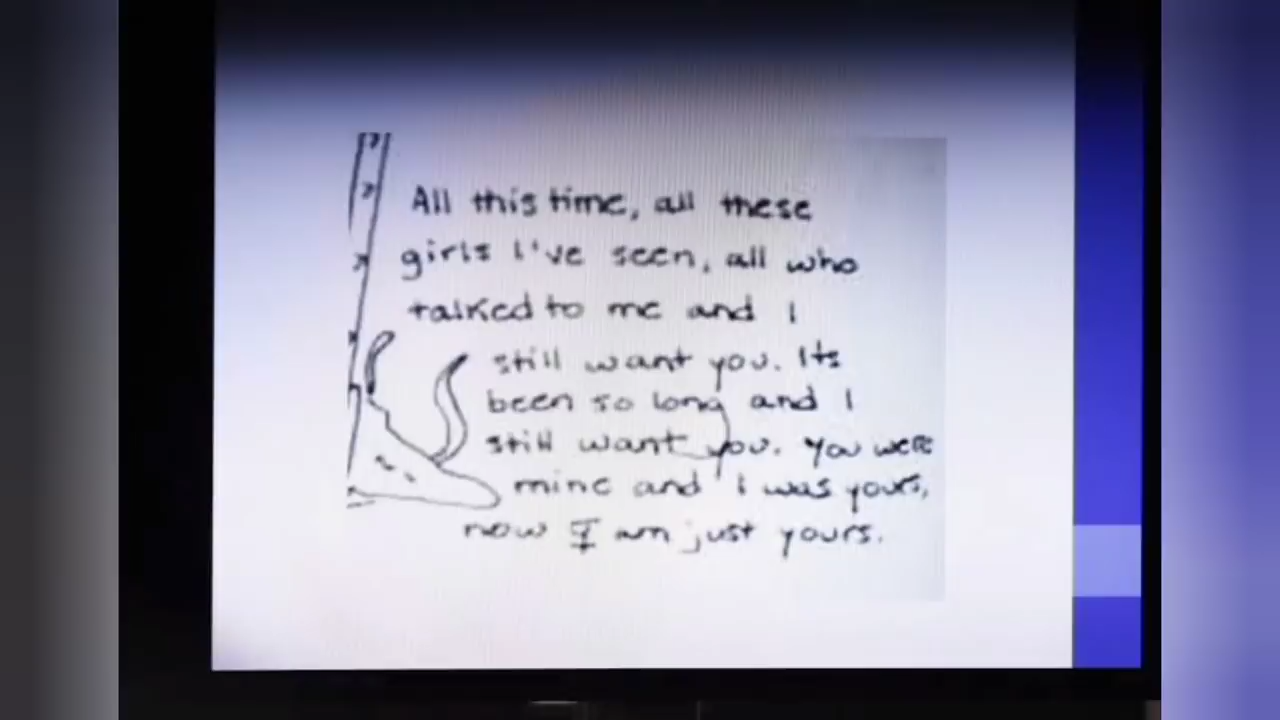 All this time, all these
girls I've seen, all who
talked to me and I
still want you. Its
been so long and I
still want you. You were
mine and I was yours,
now I am just yours.